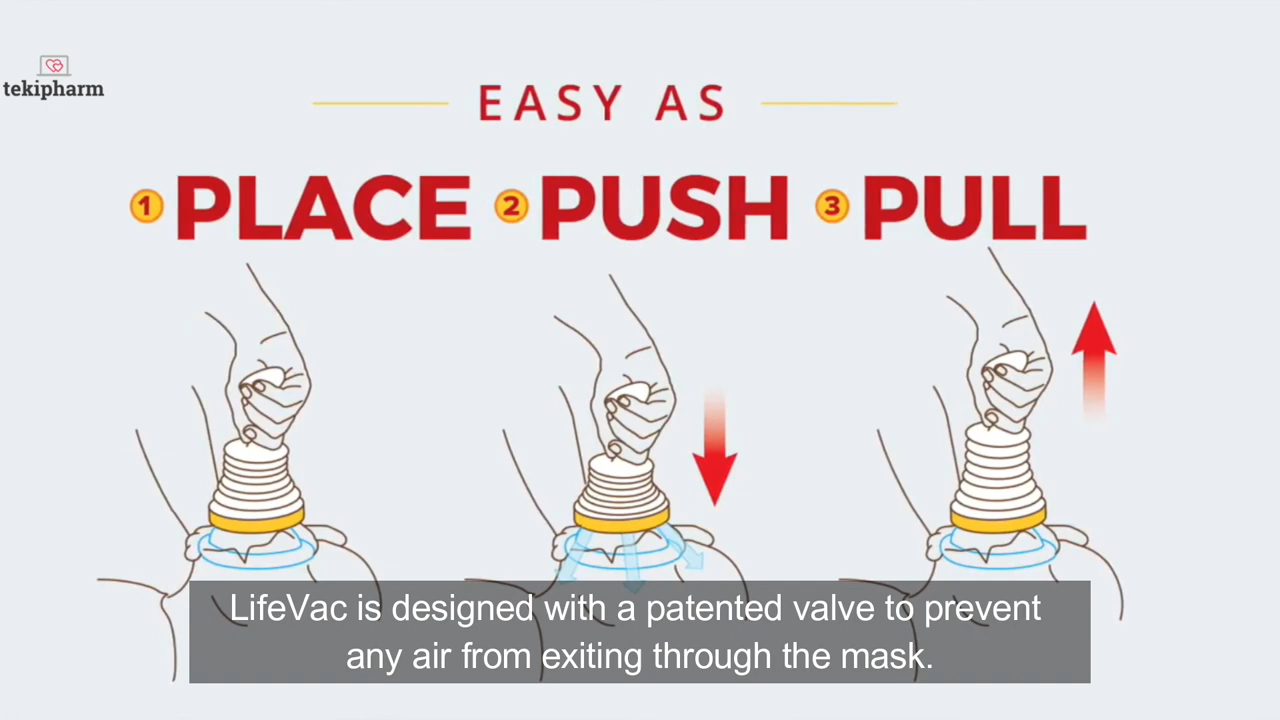 tekipharm
EASY AS
1 PLACE 2 PUSH 3 PULL
LifeVac is designed with a patented valve to prevent
any air from exiting through the mask.